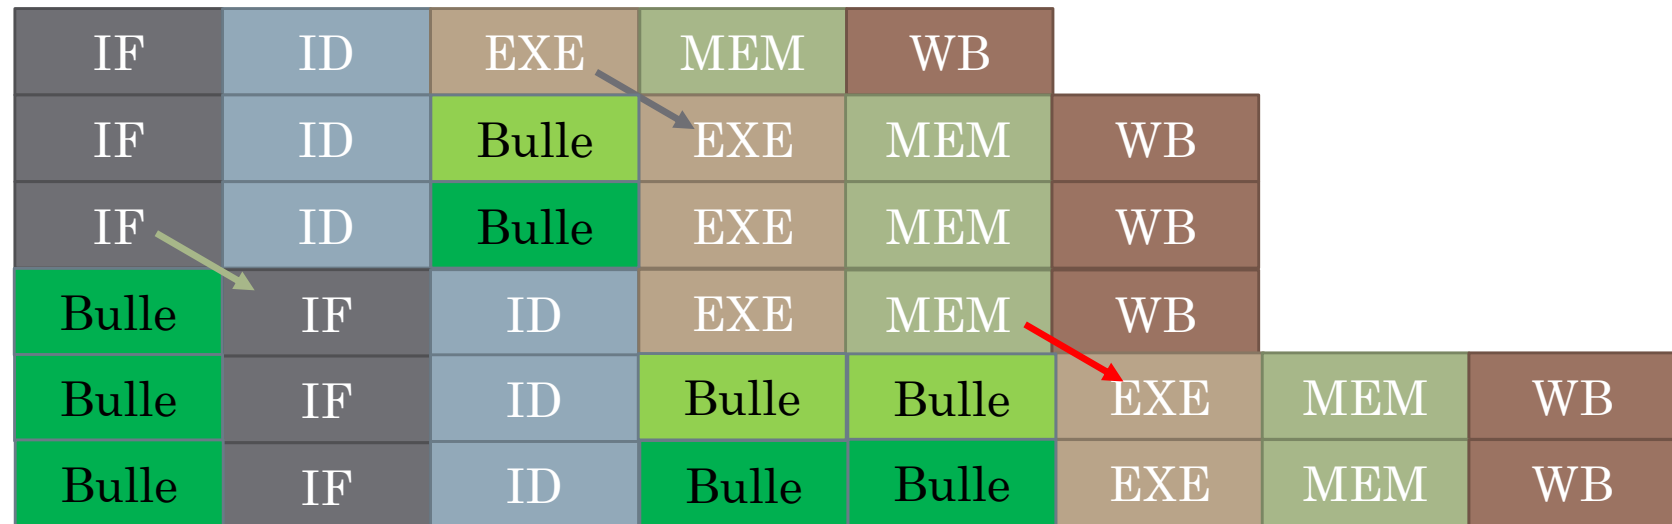 IF ID EXE MEM WB
IF ID Bulle EXE MEM WB
IF ID Bulle EXE MEM WB
Bulle IF ID EXE MEM WB
Bulle IF ID Bulle Bulle EXE MEM WB
Bulle IF ID Bulle Bulle EXE MEM WB